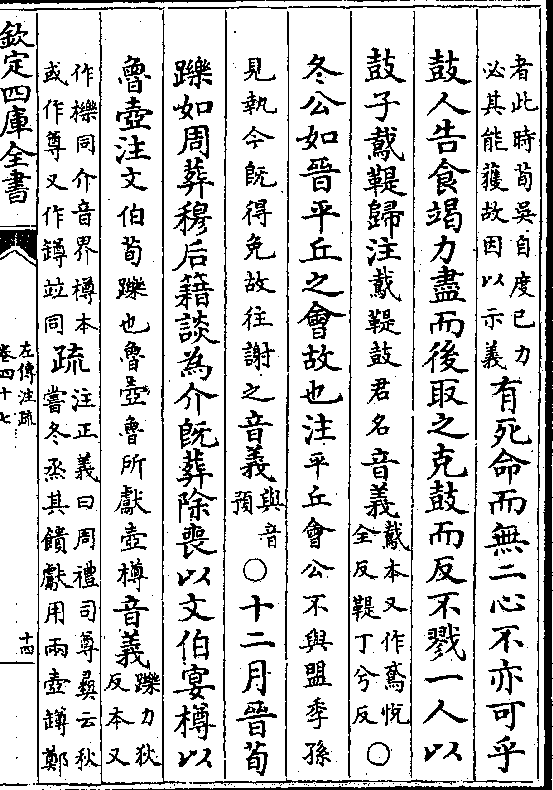 者此時荀吳自度已力必其能獲故因以示義有死命而無二心不亦可乎
鼓人告食竭力盡而後取之克鼓而反不戮一人以
鼓子䳒鞮歸注䳒鞮鼓君名音義䳒本又作鳶悅全反鞮丁兮反○
冬公如晉平丘之會故也注平丘會公不與盟季孫
見執今既得免故往謝之音義與音預○十二月晉荀
躒如周葬穆后籍談為介既葬除喪以文伯宴樽以
魯壺注文伯荀躒也魯壺魯所獻壺樽音義躒力狄反本又
作櫟同介音界樽本或作尊又作罇竝同疏注正義曰周禮司尊彝云秋嘗冬烝其饋獻用兩壺罇鄭
欽定四庫全書
左傳注疏
卷四十七
十四